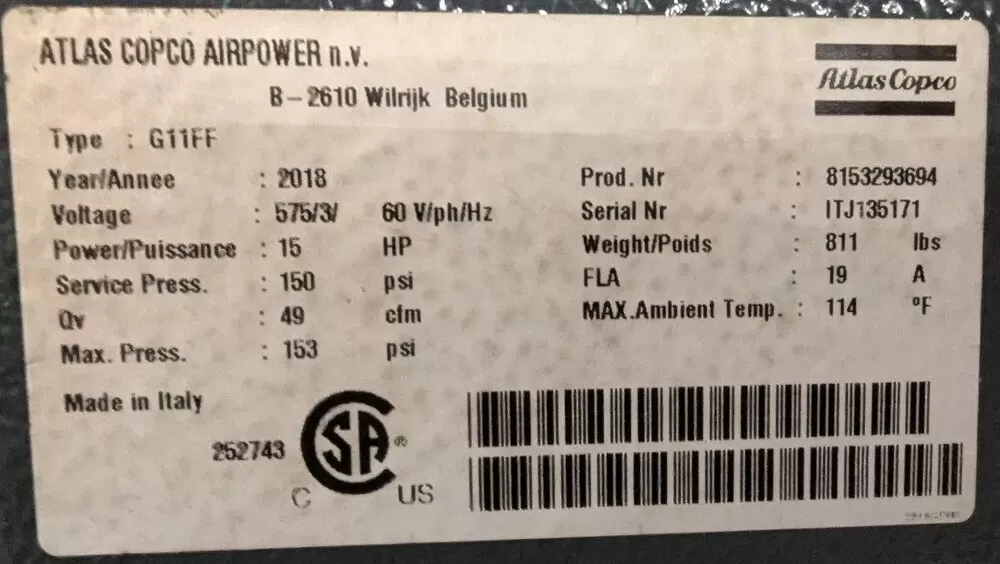 ATLAS COPCO AIRPOWER n.v.
B-2610 Wilrijk Belgium
Atlas Copco
Type : G11FF
Year/Annee : 2018
Voltage : 575/3/ 60 V/ph/Hz
Power/Puissance : 15 HP
Service Press. : 150 psi
Qv : 49 cfm
Max. Press. : 153 psi
Prod. Nr : 8153293694
Serial Nr : ITJ135171
Weight/Poids : 811 lbs
FLA : 19 A
MAX.Ambient Temp. : 114 °F
Made in Italy
252743
CSA®
C US